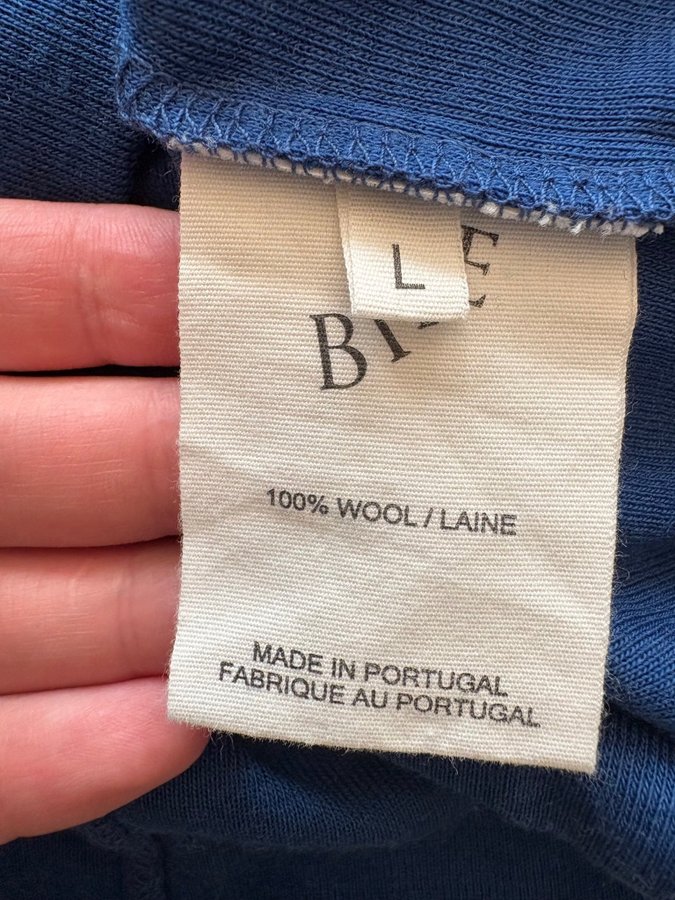 L
100% WOOL / LAINE
MADE IN PORTUGAL
FABRIQUE AU PORTUGAL